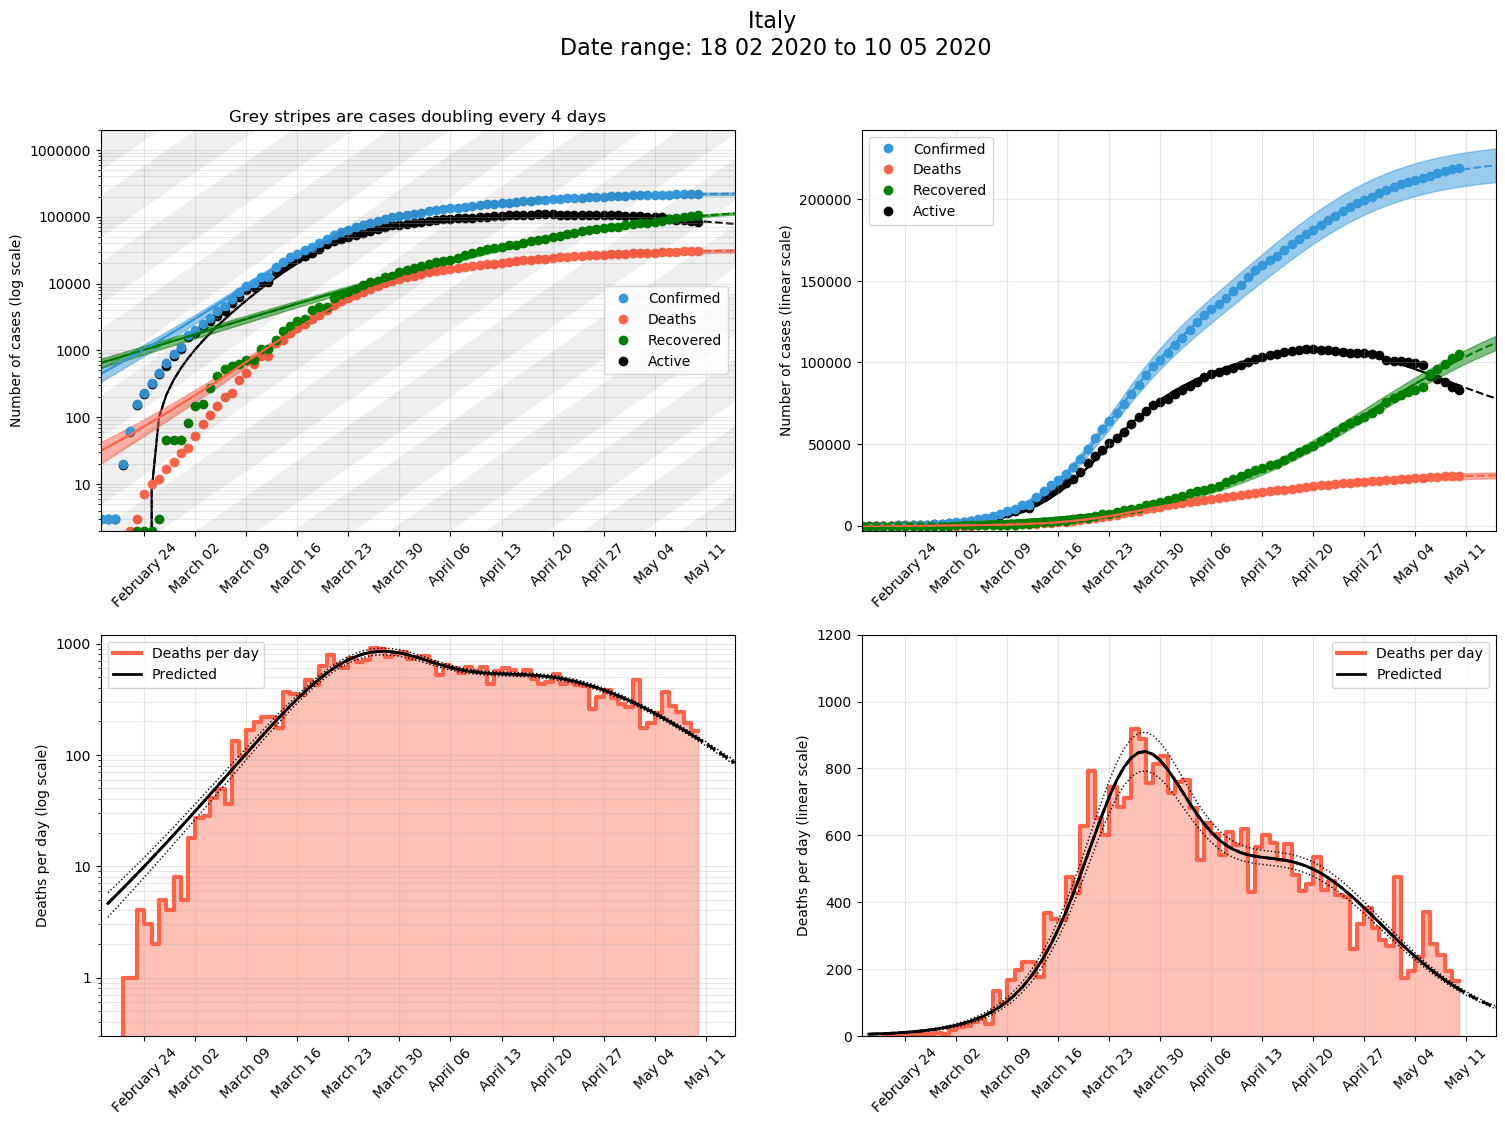 Italy
Date range: 18 02 2020 to 10 05 2020
Grey stripes are cases doubling every 4 days
Number of cases (log scale)
1000000
100000
10000
1000
100
10
Confirmed
Deaths
Recovered
Active
February 24
March 02
March 09
March 16
March 23
March 30
April 06
April 13
April 20
April 27
May 04
May 11
Number of cases (linear scale)
200000
150000
100000
50000
0
Confirmed
Deaths
Recovered
Active
February 24
March 02
March 09
March 16
March 23
March 30
April 06
April 13
April 20
April 27
May 04
May 11
Deaths per day (log scale)
1000
100
10
1
Deaths per day
Predicted
February 24
March 02
March 09
March 16
March 23
March 30
April 06
April 13
April 20
April 27
May 04
May 11
Deaths per day (linear scale)
1200
1000
800
600
400
200
0
Deaths per day
Predicted
February 24
March 02
March 09
March 16
March 23
March 30
April 06
April 13
April 20
April 27
May 04
May 11